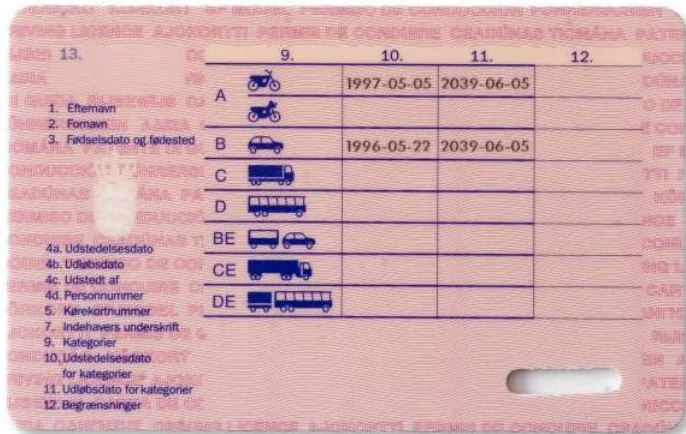 13.
9. 10. 11. 12.
A 1997-05-05 2039-06-05
B 1996-05-22 2039-06-05
C
D
BE
CE
DE
1. Efternavn
2. Fornavn
3. Fødselsdato og fødested
4a. Udstedelsesdato
4b. Udløbsdato
4c. Udstedt af
4d. Personnummer
5. Kørekortnummer
7. Indehavers underskrift
9. Kategorier
10. Udstedelsesdato
for kategorier
11. Udløbsdato for kategorier
12. Begrænsninger